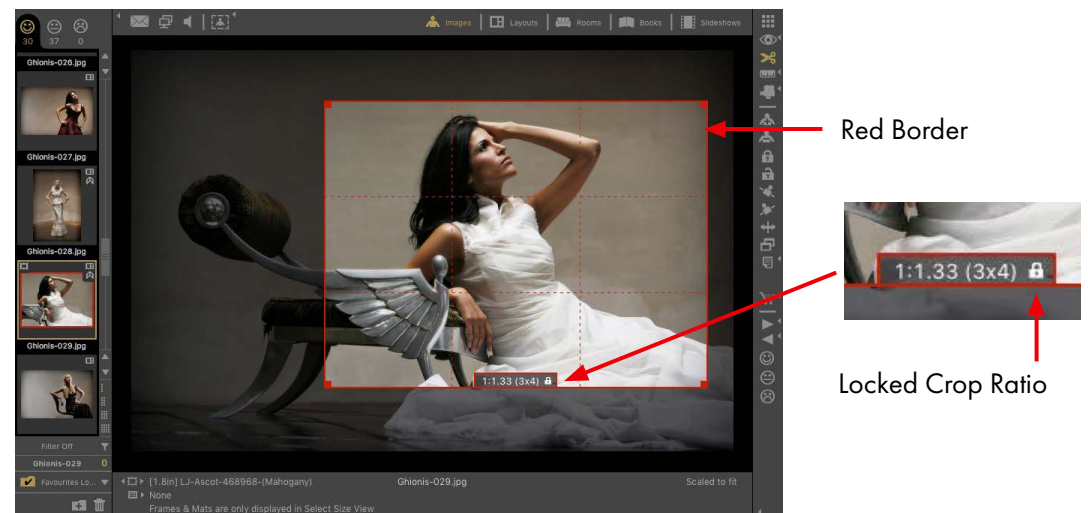 30
37
0
Images
Layouts
Rooms
Books
Slideshows
Ghionis-026.jpg
Ghionis-027.jpg
Ghionis-028.jpg
Ghionis-029.jpg
Filter Off
Ghionis-029
0
Favourites Lo...
1:1.33 (3x4)
[1.8in] LJ-Ascot-468968-(Mahogany)
Ghionis-029.jpg
Scaled to fit
None
Frames & Mats are only displayed in Select Size View
Red Border
1:1.33 (3x4)
Locked Crop Ratio